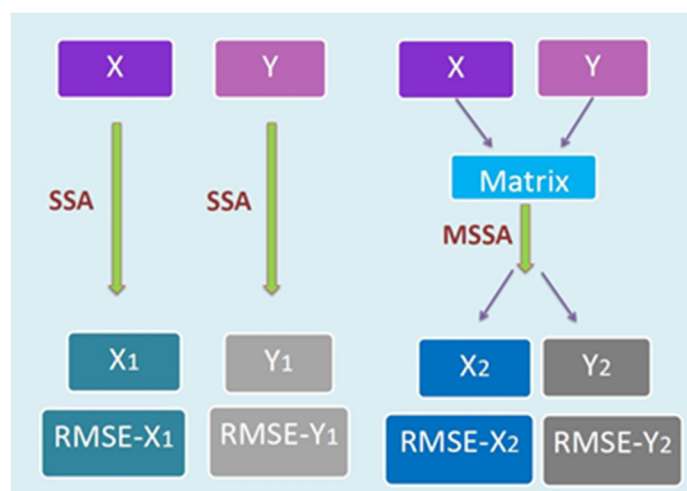 X
Y
SSA
SSA
X1
Y1
RMSE-X1
RMSE-Y1
X
Y
Matrix
MSSA
X2
Y2
RMSE-X2
RMSE-Y2